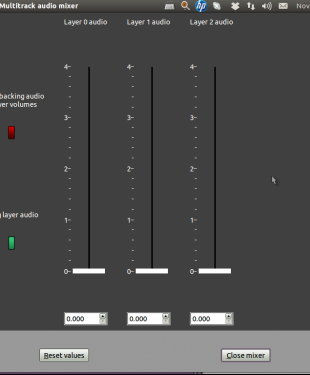 Multitrack audio mixer
hp
Nov
Layer 0 audio
Layer 1 audio
Layer 2 audio
4 4 4
3 3 3
2 2 2
1 1 1
0 0 0
backing audio
yer volumes
layer audio
0.000
0.000
0.000
Reset values
Close mixer